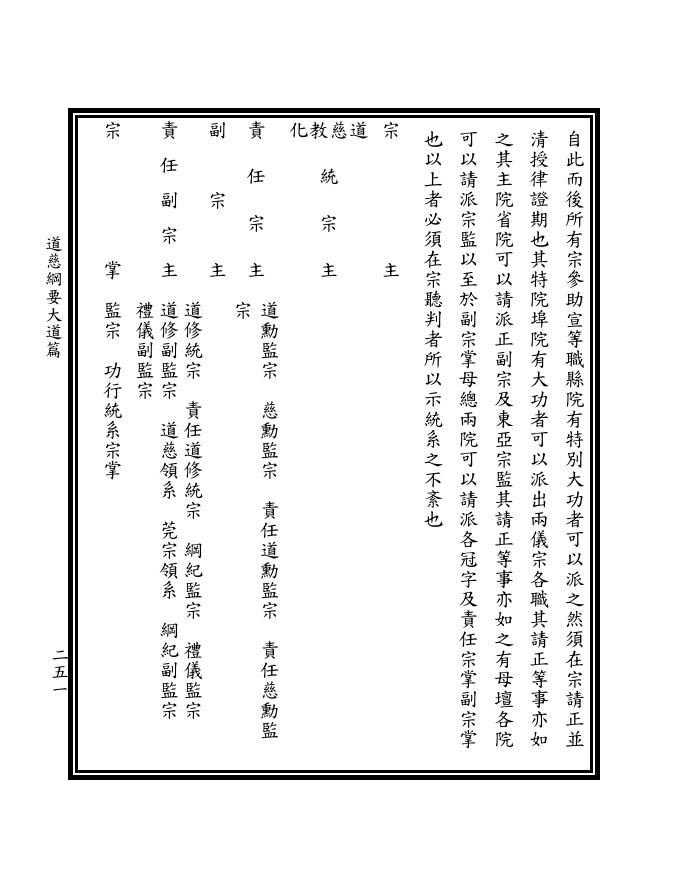 自此而後所有宗參助宣等職縣院有特別大功者可以派之然須在宗請正並
清授律證期也其特院埠院有大功者可以派出兩儀宗各職其請正等事亦如
之其主院省院可以請派正副宗及東亞宗監其請正等事亦如之有母壇各院
可以請派宗監以至於副宗掌母總兩院可以請派各冠字及責任宗掌副宗掌
也以上者必須在宗聽判者所以示統系之不紊也
宗主
道慈教化統宗主
責任宗主 道勳監宗 慈勳監宗 責任道勳監宗 責任慈勳監
宗
副宗主
道修統宗 責任道修統宗 綱紀監宗 禮儀監宗
責任副宗主 道修副監宗 道慈領系 莞宗領系 綱紀副監宗
禮儀副監宗
宗掌 監宗 功行統系宗掌
道慈綱要大道篇
二五一